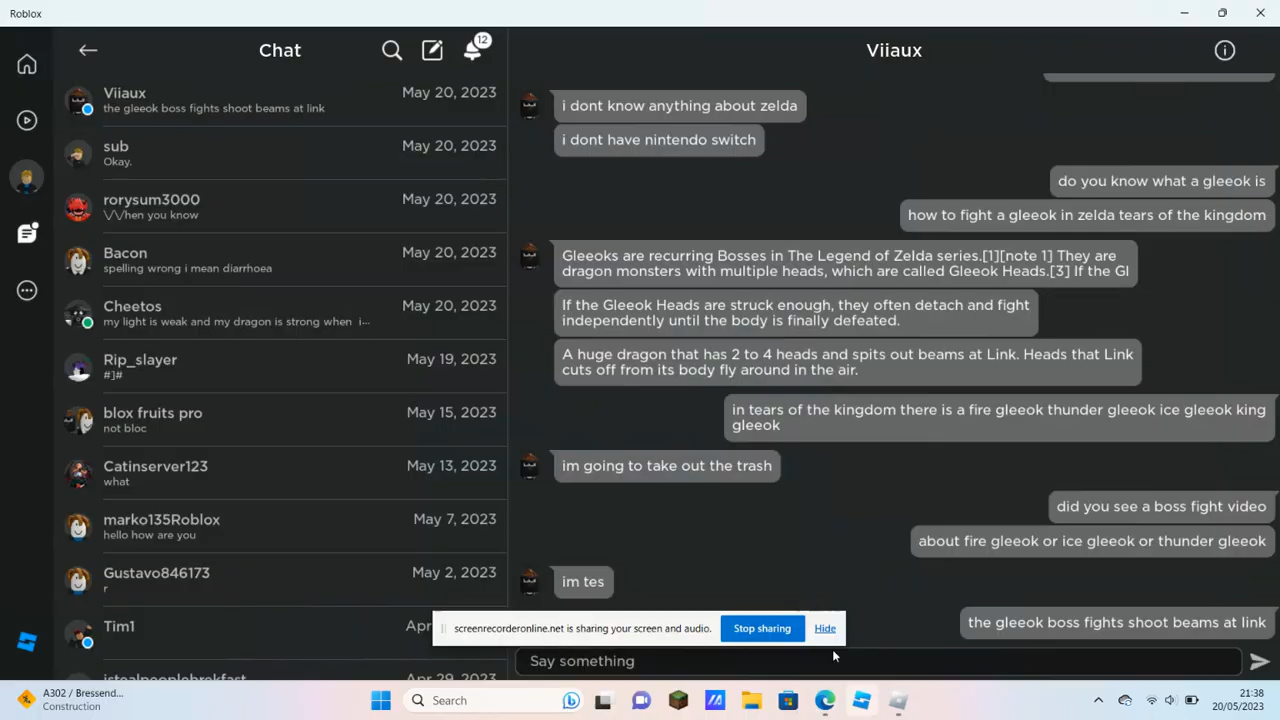 Roblox
Chat
12
Viiaux
May 20, 2023
the gleeok boss fights shoot beams at link
sub
May 20, 2023
Okay.
rorysum3000
May 20, 2023
\/\/hen you know
Bacon
May 20, 2023
spelling wrong i mean diarrhoea
Cheetos
May 20, 2023
my light is weak and my dragon is strong when i...
Rip_slayer
May 19, 2023
#]#
blox fruits pro
May 15, 2023
not bloc
Catinserver123
May 13, 2023
what
marko135Roblox
May 7, 2023
hello how are you
Gustavo846173
May 2, 2023
r
Tim1
Viiaux
i dont know anything about zelda
i dont have nintendo switch
do you know what a gleeok is
how to fight a gleeok in zelda tears of the kingdom
Gleeoks are recurring Bosses in The Legend of Zelda series.[1][note 1] They are
dragon monsters with multiple heads, which are called Gleeok Heads.[3] If the Gl
If the Gleeok Heads are struck enough, they often detach and fight
independently until the body is finally defeated.
A huge dragon that has 2 to 4 heads and spits out beams at Link. Heads that Link
cuts off from its body fly around in the air.
in tears of the kingdom there is a fire gleeok thunder gleeok ice gleeok king
gleeok
im going to take out the trash
did you see a boss fight video
about fire gleeok or ice gleeok or thunder gleeok
im tes
the gleeok boss fights shoot beams at link
screenrecorderonline.net is sharing your screen and audio.
Stop sharing
Hide
Say something
A302 / Bressend...
Construction
Search
21:38
20/05/2023